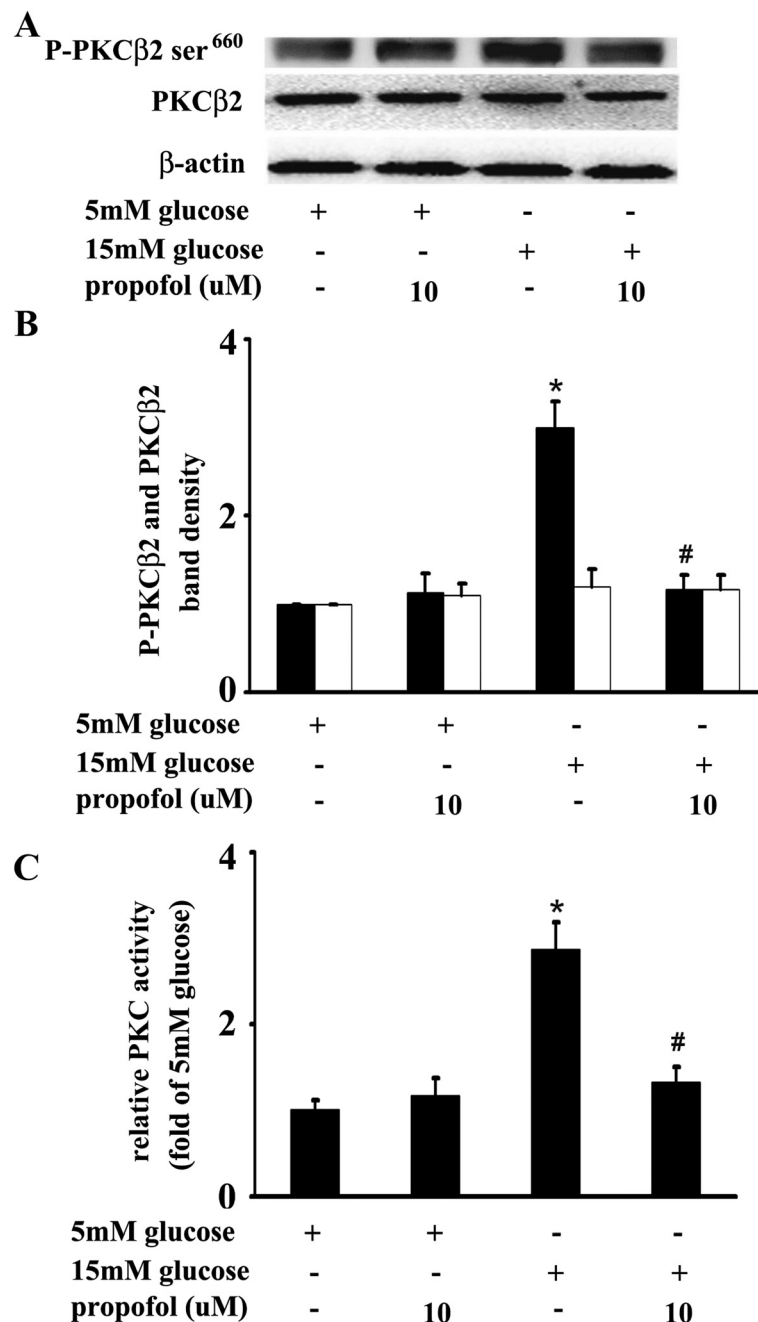 A
P-PKCβ2 ser660
PKCβ2
β-actin
5mM glucose + + - -
15mM glucose - - + +
propofol (uM) - 10 - 10
B
P-PKCβ2 and PKCβ2
band density
4
2
0
*
#
5mM glucose + + - -
15mM glucose - - + +
propofol (uM) - 10 - 10
C
relative PKC activity
(fold of 5mM glucose)
4
2
0
*
#
5mM glucose + + - -
15mM glucose - - + +
propofol (uM) - 10 - 10